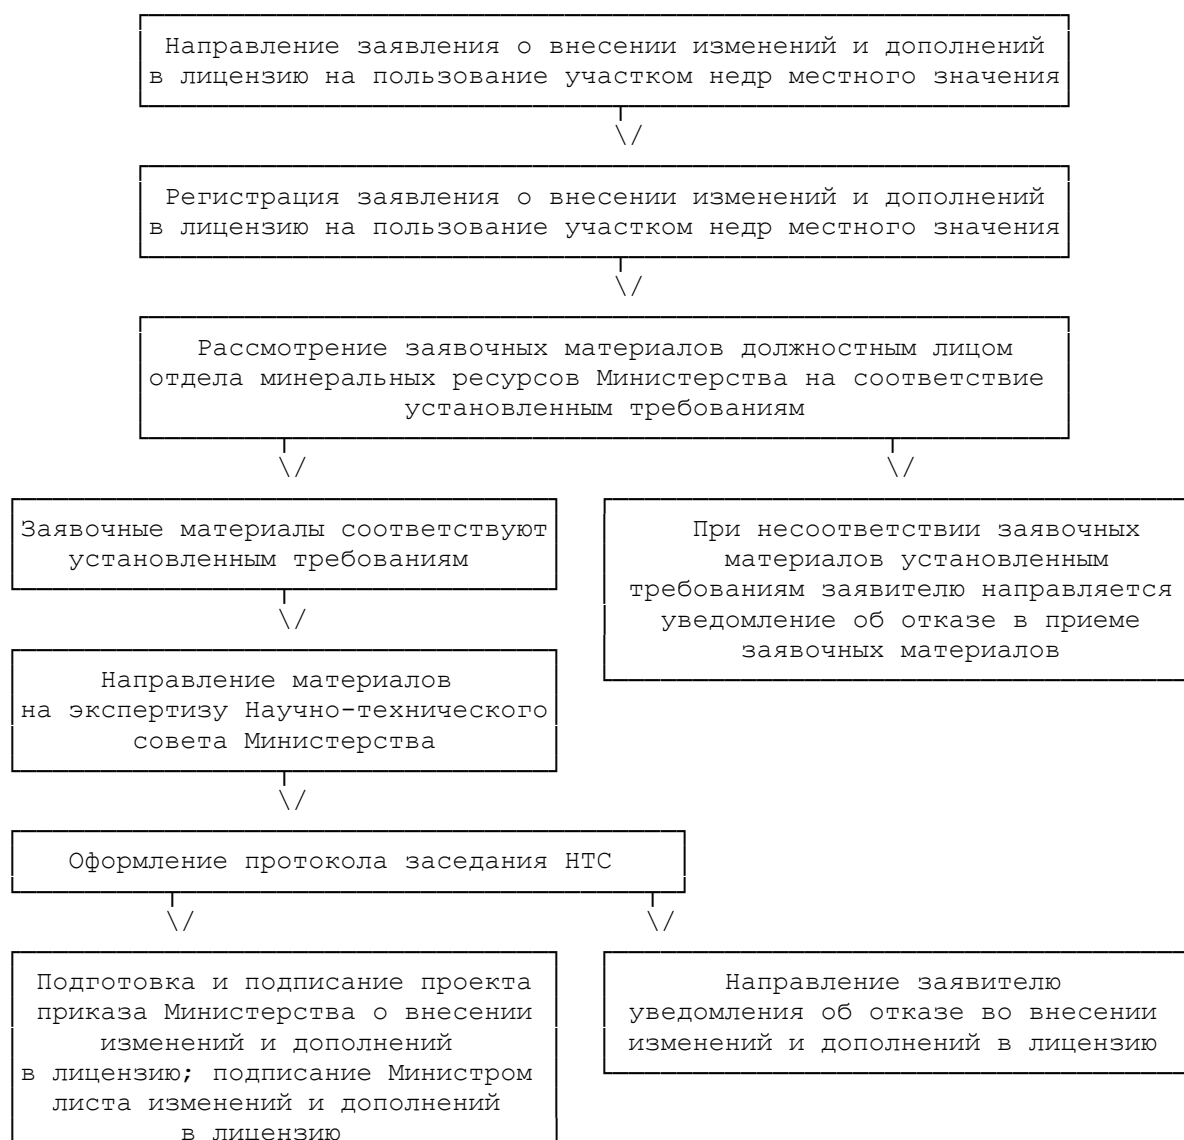 Направление заявления о внесении изменений и дополнений
в лицензию на пользование участком недр местного значения
\/
Регистрация заявления о внесении изменений и дополнений
в лицензию на пользование участком недр местного значения
\/
Рассмотрение заявочных материалов должностным лицом
отдела минеральных ресурсов Министерства на соответствие
установленным требованиям
\/ \/
Заявочные материалы соответствуют
установленным требованиям
\/
При несоответствии заявочных
материалов установленным
требованиям заявителю направляется
уведомление об отказе в приеме
заявочных материалов
Направление материалов
на экспертизу Научно-технического
совета Министерства
\/
Оформление протокола заседания НТС
\/ \/
Подготовка и подписание проекта
приказа Министерства о внесении
изменений и дополнений
в лицензию; подписание Министром
листа изменений и дополнений
в лицензию
Направление заявителю
уведомления об отказе во внесении
изменений и дополнений в лицензию